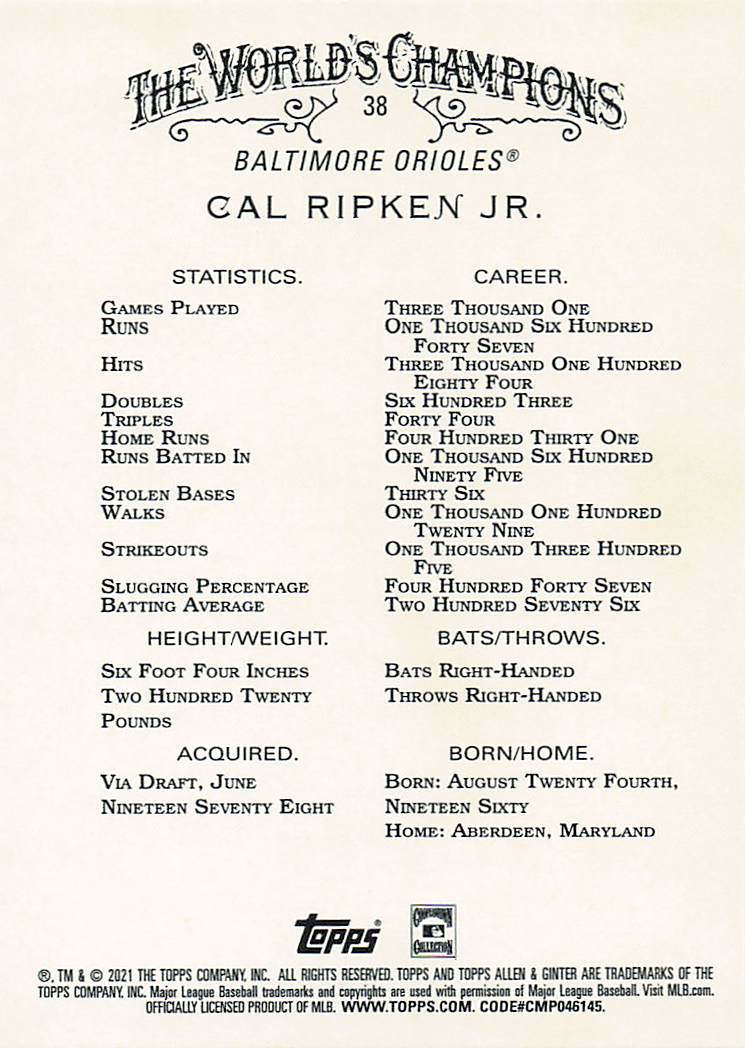 THE WORLD'S CHAMPIONS
38
BALTIMORE ORIOLES®
CAL RIPKEN JR.
STATISTICS. CAREER.
GAMES PLAYED THREE THOUSAND ONE
RUNS ONE THOUSAND SIX HUNDRED
FORTY SEVEN
HITS THREE THOUSAND ONE HUNDRED
EIGHTY FOUR
DOUBLES SIX HUNDRED THREE
TRIPLES FORTY FOUR
HOME RUNS FOUR HUNDRED THIRTY ONE
RUNS BATTED IN ONE THOUSAND SIX HUNDRED
NINETY FIVE
STOLEN BASES THIRTY SIX
WALKS ONE THOUSAND ONE HUNDRED
TWENTY NINE
STRIKEOUTS ONE THOUSAND THREE HUNDRED
FIVE
SLUGGING PERCENTAGE FOUR HUNDRED FORTY SEVEN
BATTING AVERAGE TWO HUNDRED SEVENTY SIX
HEIGHT/WEIGHT. BATS/THROWS.
SIX FOOT FOUR INCHES BATS RIGHT-HANDED
TWO HUNDRED TWENTY THROWS RIGHT-HANDED
POUNDS
ACQUIRED. BORN/HOME.
VIA DRAFT, JUNE BORN: AUGUST TWENTY FOURTH,
NINETEEN SEVENTY EIGHT NINETEEN SIXTY
HOME: ABERDEEN, MARYLAND
topps® COOPERSTOWN
COLLECTION
®, TM & © 2021 THE TOPPS COMPANY, INC. ALL RIGHTS RESERVED. TOPPS AND TOPPS ALLEN & GINTER ARE TRADEMARKS OF THE
TOPPS COMPANY, INC. Major League Baseball trademarks and copyrights are used with permission of Major League Baseball. Visit MLB.com.
OFFICIALLY LICENSED PRODUCT OF MLB. WWW.TOPPS.COM. CODE#CMP046145.